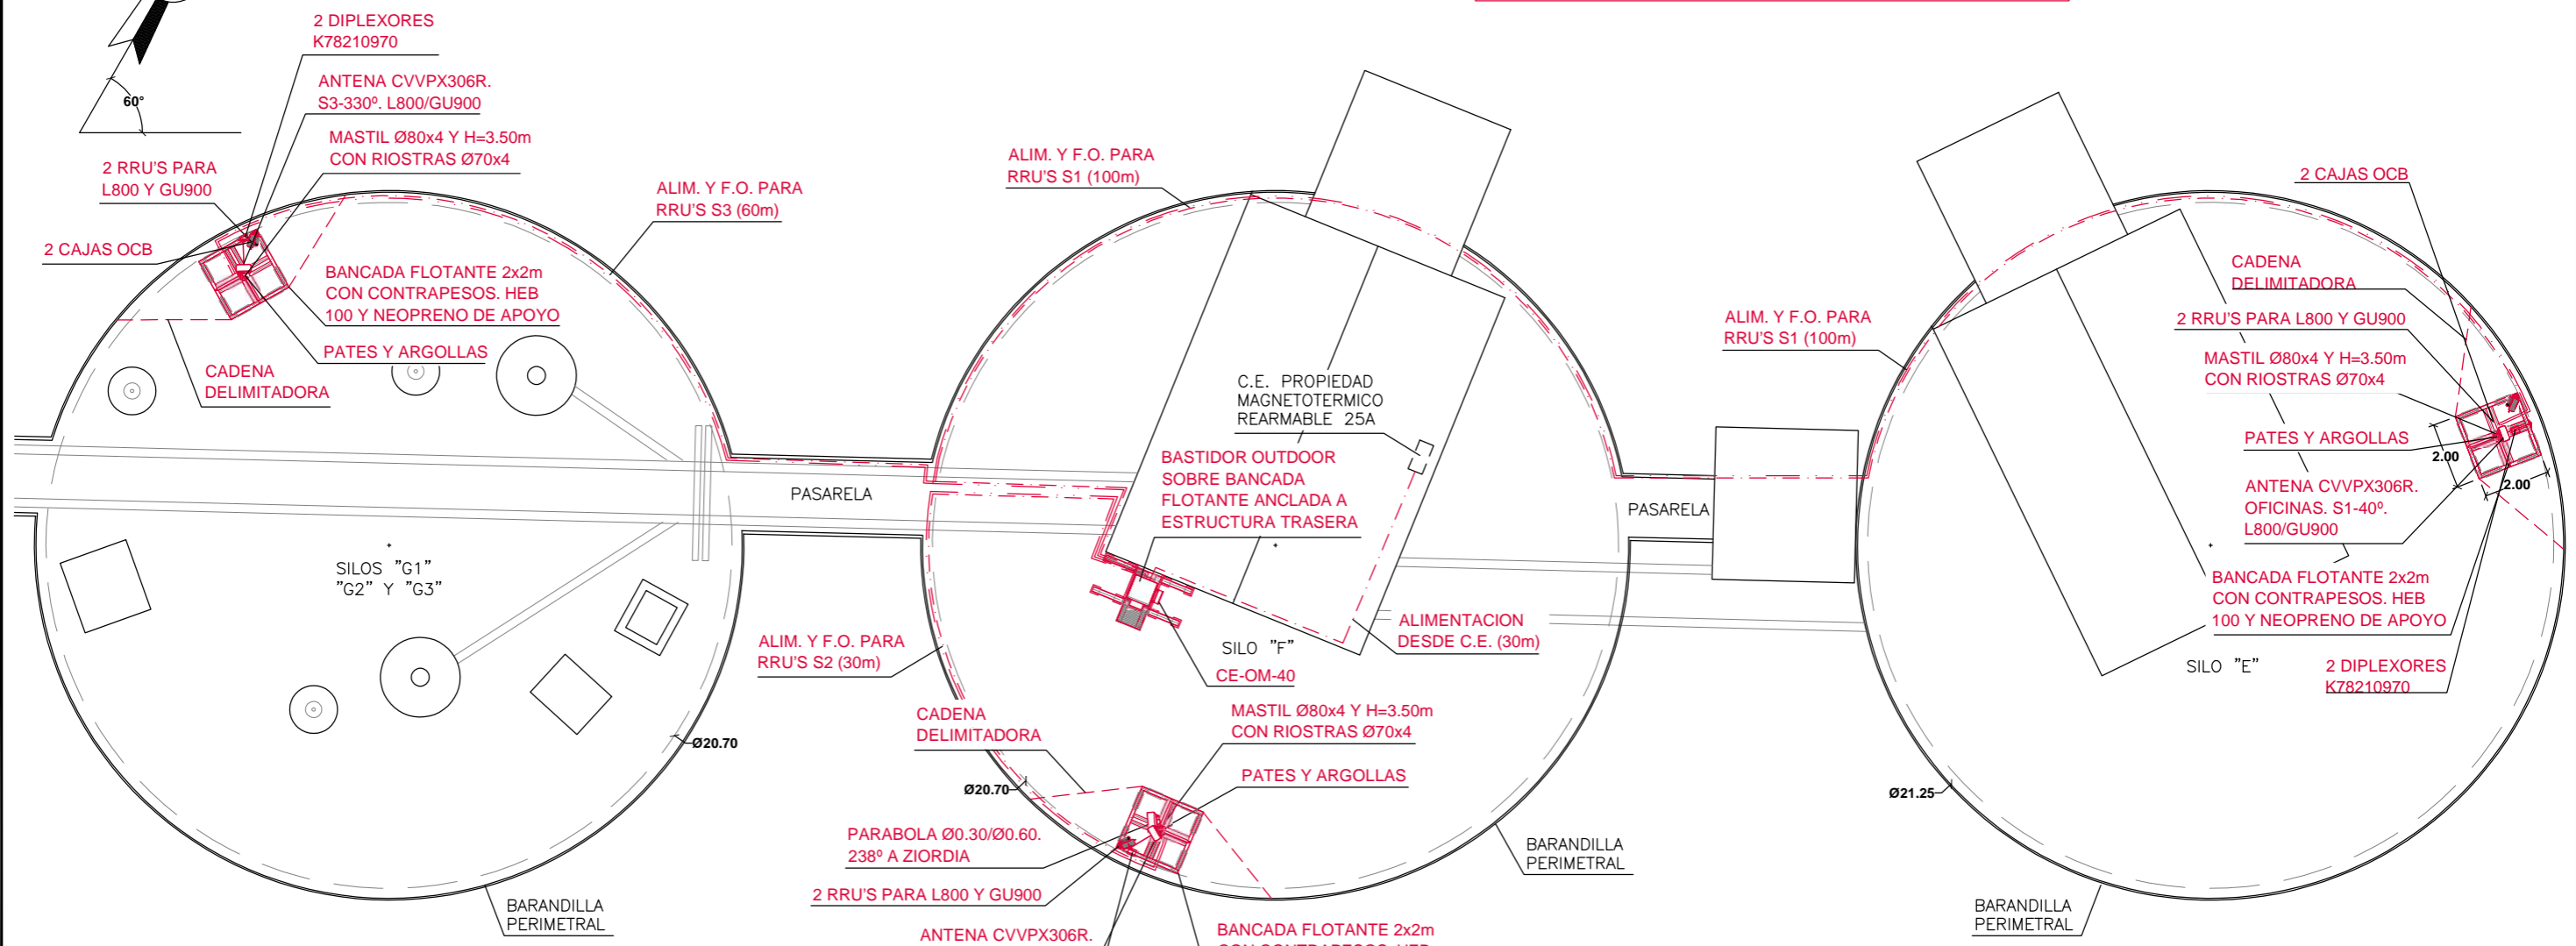 2 DIPLEXORES
K78210970
ANTENA CVVPX306R.
S3-330º. L800/GU900
60°
MASTIL Ø80x4 Y H=3.50m
CON RIOSTRAS Ø70x4
2 RRU'S PARA
L800 Y GU900
ALIM. Y F.O. PARA
RRU'S S3 (60m)
2 CAJAS OCB
BANCADA FLOTANTE 2x2m
CON CONTRAPESOS. HEB
100 Y NEOPRENO DE APOYO
PATES Y ARGOLLAS
CADENA
DELIMITADORA
PASARELA
SILOS "G1"
"G2" Y "G3"
Ø20.70
BARANDILLA
PERIMETRAL
ALIM. Y F.O. PARA
RRU'S S1 (100m)
C.E. PROPIEDAD
MAGNETOTERMICO
REARMABLE 25A
BASTIDOR OUTDOOR
SOBRE BANCADA
FLOTANTE ANCLADA A
ESTRUCTURA TRASERA
ALIM. Y F.O. PARA
RRU'S S2 (30m)
SILO "F"
CE-OM-40
ALIMENTACION
DESDE C.E. (30m)
CADENA
DELIMITADORA
MASTIL Ø80x4 Y H=3.50m
CON RIOSTRAS Ø70x4
PATES Y ARGOLLAS
Ø20.70
PARABOLA Ø0.30/Ø0.60.
238º A ZIORDIA
2 RRU'S PARA L800 Y GU900
ANTENA CVVPX306R.
BANCADA FLOTANTE 2x2m
CON CONTRAPESOS. HEB
BARANDILLA
PERIMETRAL
ALIM. Y F.O. PARA
RRU'S S1 (100m)
PASARELA
2 CAJAS OCB
CADENA
DELIMITADORA
2 RRU'S PARA L800 Y GU900
MASTIL Ø80x4 Y H=3.50m
CON RIOSTRAS Ø70x4
PATES Y ARGOLLAS
2.00
2.00
ANTENA CVVPX306R.
OFICINAS. S1-40º.
L800/GU900
BANCADA FLOTANTE 2x2m
CON CONTRAPESOS. HEB
100 Y NEOPRENO DE APOYO
SILO "E"
2 DIPLEXORES
K78210970
Ø21.25
BARANDILLA
PERIMETRAL